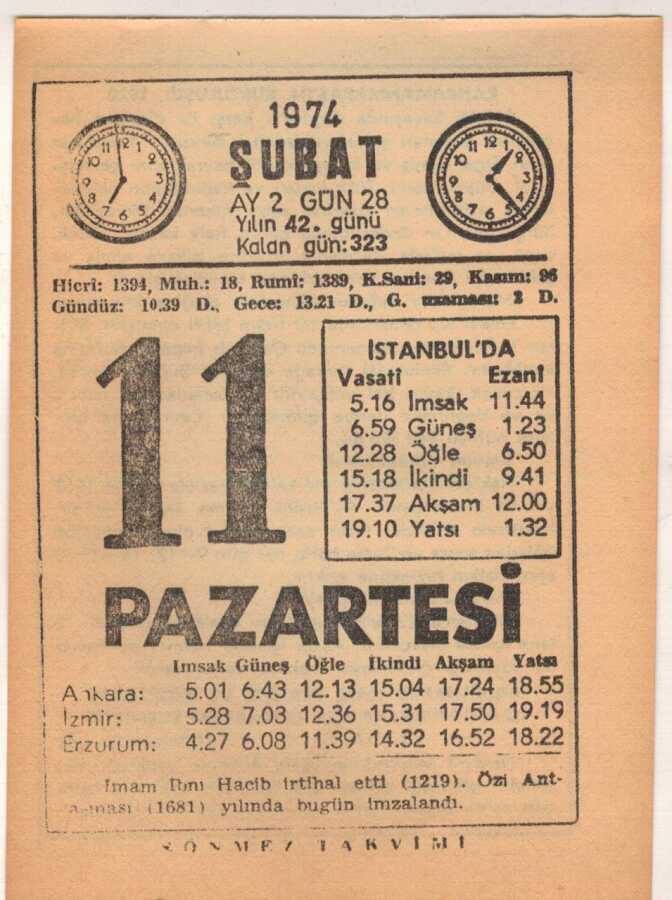 1974
ŞUBAT
AY 2 GÜN 28
Yılın 42. günü
Kalan gün: 323
Hicrî: 1394, Muh.: 18, Rumî: 1389, K.Sani: 29, Kasım: 96
Gündüz: 10.39 D., Gece: 13.21 D., G. uzaması: 2 D.
11
İSTANBUL'DA
Vasatî Ezanî
5.16 İmsak 11.44
6.59 Güneş 1.23
12.28 Öğle 6.50
15.18 İkindi 9.41
17.37 Akşam 12.00
19.10 Yatsı 1.32
PAZARTESİ
Imsak Güneş Öğle İkindi Akşam Yatsı
Ankara: 5.01 6.43 12.13 15.04 17.24 18.55
İzmir: 5.28 7.03 12.36 15.31 17.50 19.19
Erzurum: 4.27 6.08 11.39 14.32 16.52 18.22
İmam İbni Hacib irtihal etti (1219). Özi Ant-
laşması (1681) yılında bugün imzalandı.
SÖNMEZ TAKVİMİ